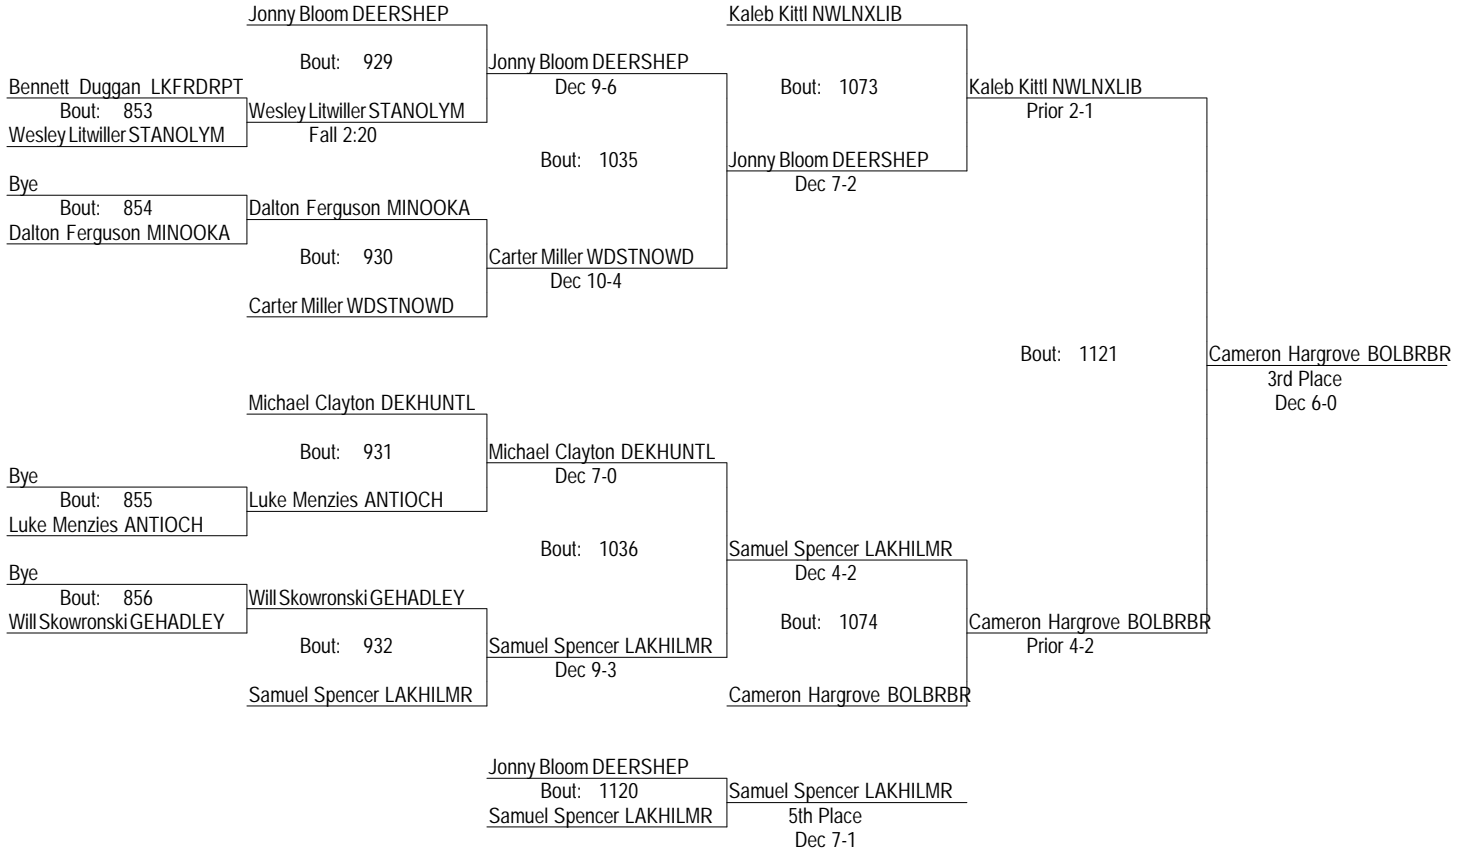 Jonny Bloom DEERSHEP
Kaleb Kittl NWLNXLIB
Bout: 929
Jonny Bloom DEERSHEP
Bennett Duggan LKFRDRPT
Dec 9-6
Bout: 1073
Kaleb Kittl NWLNXLIB
Bout: 853
Wesley Litwiller STANOLYM
Prior 2-1
Wesley Litwiller STANOLYM
Fall 2:20
Bout: 1035
Jonny Bloom DEERSHEP
Bye
Dec 7-2
Bout: 854
Dalton Ferguson MINOOKA
Dalton Ferguson MINOOKA
Bout: 930
Carter Miller WDSTNOWD
Dec 10-4
Carter Miller WDSTNOWD
Bout: 1121
Cameron Hargrove BOLBRBR
3rd Place
Michael Clayton DEKHUNTL
Dec 6-0
Bout: 931
Michael Clayton DEKHUNTL
Bye
Dec 7-0
Bout: 855
Luke Menzies ANTIOCH
Luke Menzies ANTIOCH
Bout: 1036
Samuel Spencer LAKHILMR
Bye
Dec 4-2
Bout: 856
Will Skowronski GEHADLEY
Will Skowronski GEHADLEY
Bout: 1074
Cameron Hargrove BOLBRBR
Bout: 932
Samuel Spencer LAKHILMR
Prior 4-2
Dec 9-3
Samuel Spencer LAKHILMR
Cameron Hargrove BOLBRBR
Jonny Bloom DEERSHEP
Bout: 1120
Samuel Spencer LAKHILMR
Samuel Spencer LAKHILMR
5th Place
Dec 7-1